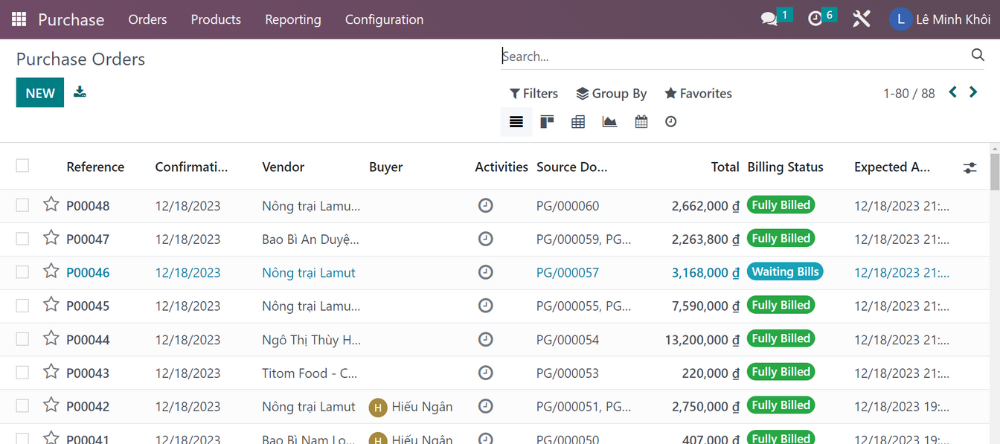 Purchase Orders Products Reporting Configuration 1 6 L Lê Minh Khôi
Purchase Orders Search...
NEW Filters Group By Favorites 1-80 / 88
Reference Confirmati... Vendor Buyer Activities Source Do... Total Billing Status Expected A...
P00048 12/18/2023 Nông trại Lamu... PG/000060 2,662,000 ₫ Fully Billed 12/18/2023 21:...
P00047 12/18/2023 Bao Bì An Duyệ... PG/000059, PG... 2,263,800 ₫ Fully Billed 12/18/2023 21:...
P00046 12/18/2023 Nông trại Lamut PG/000057 3,168,000 ₫ Waiting Bills 12/18/2023 21:...
P00045 12/18/2023 Nông trại Lamu... PG/000055, PG... 7,590,000 ₫ Fully Billed 12/18/2023 21:...
P00044 12/18/2023 Ngô Thị Thùy H... PG/000054 13,200,000 ₫ Fully Billed 12/18/2023 21:...
P00043 12/18/2023 Titom Food - C... PG/000053 220,000 ₫ Fully Billed 12/18/2023 21:...
P00042 12/18/2023 Nông trại Lamut H Hiếu Ngân PG/000051, PG... 2,750,000 ₫ Fully Billed 12/18/2023 19:...
P00041 12/18/2023 Bao Bì Nam Lo... H Hiếu Ngân PG/000050 407,000 ₫ Fully Billed 12/18/2023 19:...